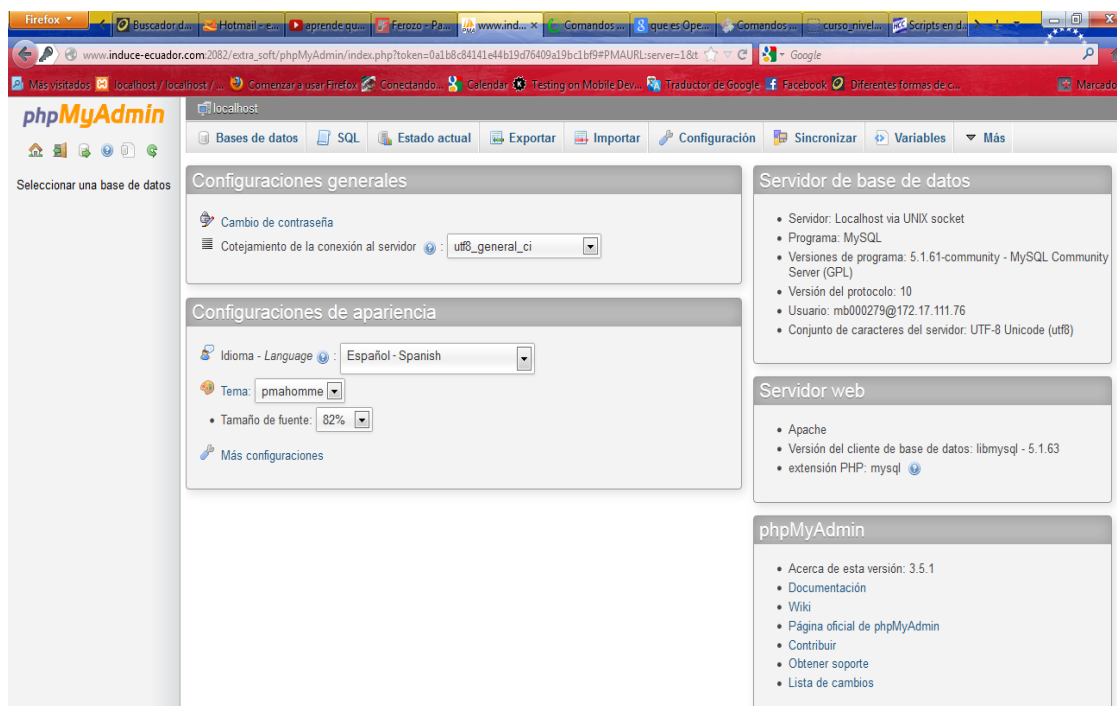 Firefox
Buscador d...
Hotmail - e...
aprende qu...
Ferozo - Pa...
www.ind...
Comandos ...
que es Ope...
Comandos ...
curso_nivel...
Scripts en d...
www.induce-ecuador.com:2082/extra_soft/phpMyAdmin/index.php?token=0a1b8c84141e44b19d76409a19bc1bf9#PMAURL:server=1&t
Google
Más visitados
localhost / localhost / ...
Comenzar a usar Firefox
Conectando...
Calendar
Testing on Mobile Dev...
Traductor de Google
Facebook
Diferentes formas de c...
Marcado
phpMyAdmin
Seleccionar una base de datos
localhost
Bases de datos
SQL
Estado actual
Exportar
Importar
Configuración
Sincronizar
Variables
Más
Configuraciones generales
Cambio de contraseña
Cotejamiento de la conexión al servidor : utf8_general_ci
Configuraciones de apariencia
Idioma - Language : Español - Spanish
Tema: pmahomme
Tamaño de fuente: 82%
Más configuraciones
Servidor de base de datos
Servidor: Localhost via UNIX socket
Programa: MySQL
Versiones de programa: 5.1.61-community - MySQL Community
Server (GPL)
Versión del protocolo: 10
Usuario: mb000279@172.17.111.76
Conjunto de caracteres del servidor: UTF-8 Unicode (utf8)
Servidor web
Apache
Versión del cliente de base de datos: libmysql - 5.1.63
extensión PHP: mysql
phpMyAdmin
Acerca de esta versión: 3.5.1
Documentación
Wiki
Página oficial de phpMyAdmin
Contribuir
Obtener soporte
Lista de cambios